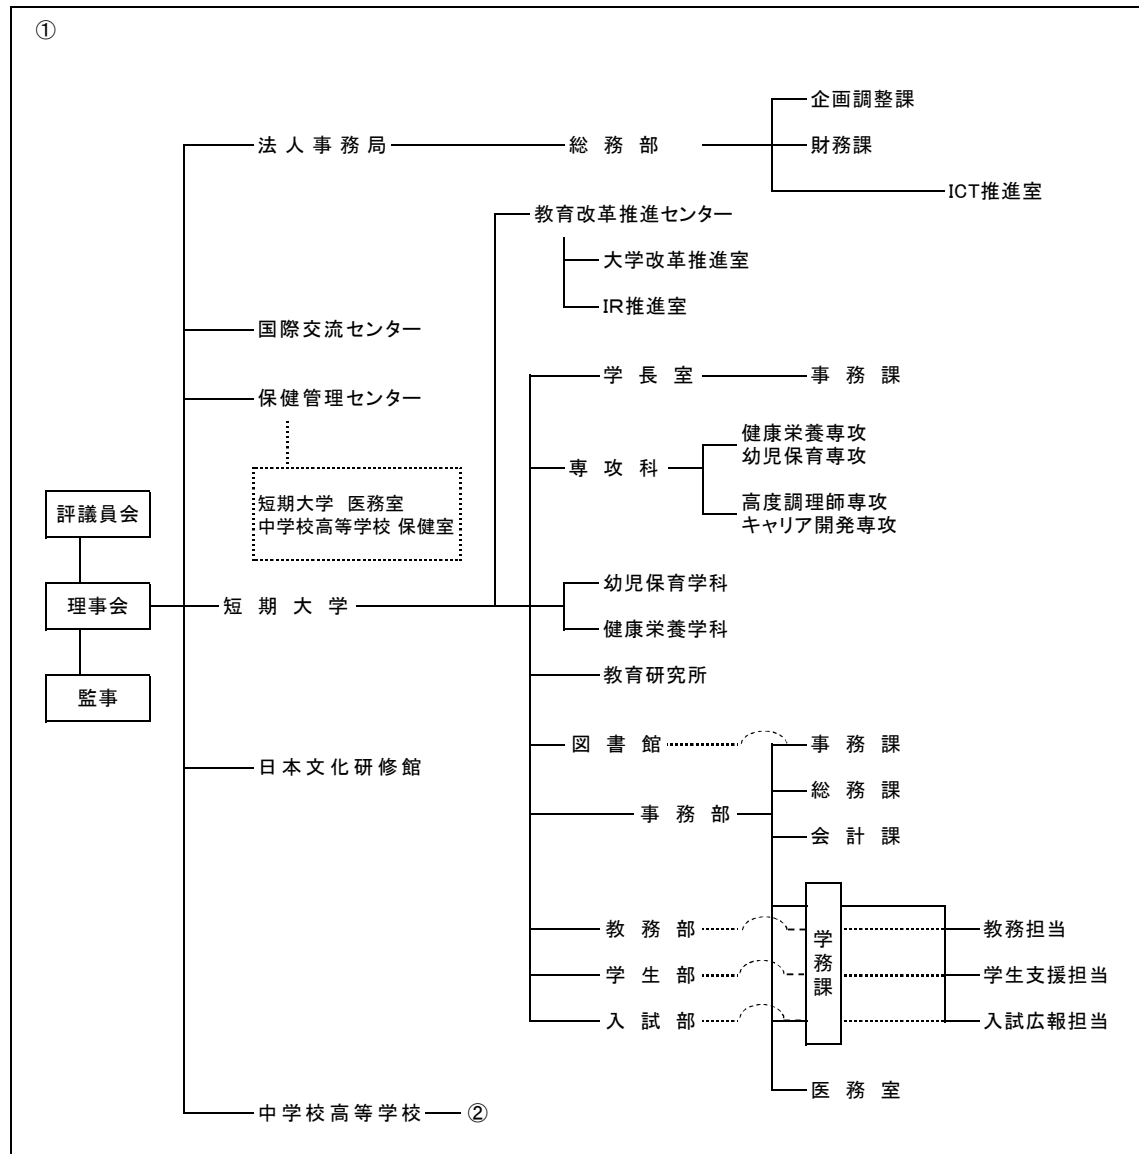 ①
企画調整課
法人事務局 総務部 財務課
ICT推進室
教育改革推進センター
大学改革推進室
IR推進室
国際交流センター
学長室 事務課
保健管理センター
健康栄養専攻
幼児保育専攻
専攻科
高度調理師専攻
キャリア開発専攻
短期大学 医務室
中学校高等学校 保健室
評議員会
幼児保育学科
理事会 短期大学
健康栄養学科
教育研究所
監事
図書館 事務課
日本文化研修館
総務課
事務部
会計課
学務課
教務部 教務担当
学生部 学生支援担当
入試部 入試広報担当
医務室
中学校高等学校 ②